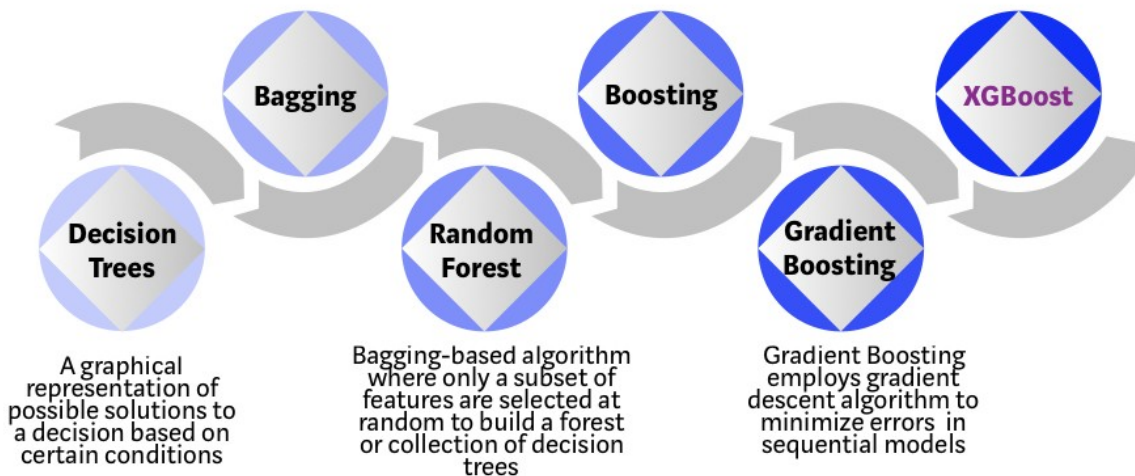 Bagging
Boosting
XGBoost
Decision
Trees
Random
Forest
Gradient
Boosting
A graphical
representation of
possible solutions to
a decision based on
certain conditions
Bagging-based algorithm
where only a subset of
features are selected at
random to build a forest
or collection of decision
trees
Gradient Boosting
employs gradient
descent algorithm to
minimize errors in
sequential models